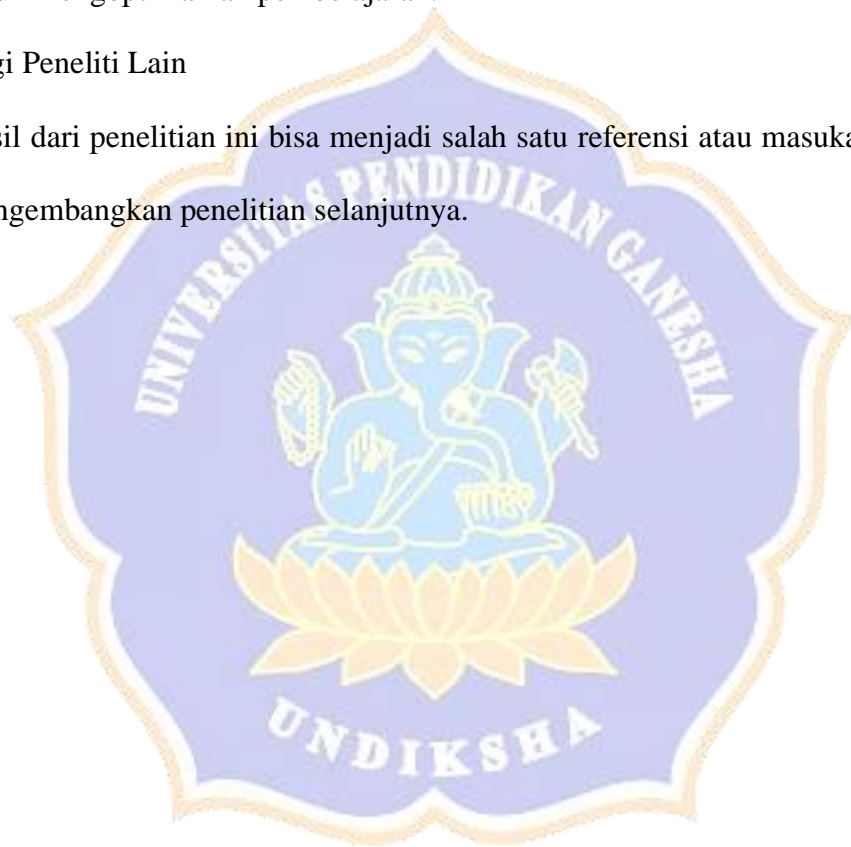 gi Peneliti Lain
sil dari penelitian ini bisa menjadi salah satu referensi atau masuka
ngembangkan penelitian selanjutnya.
UNIVERSITAS PENDIDIKAN GANESHA
UNDIKSHA